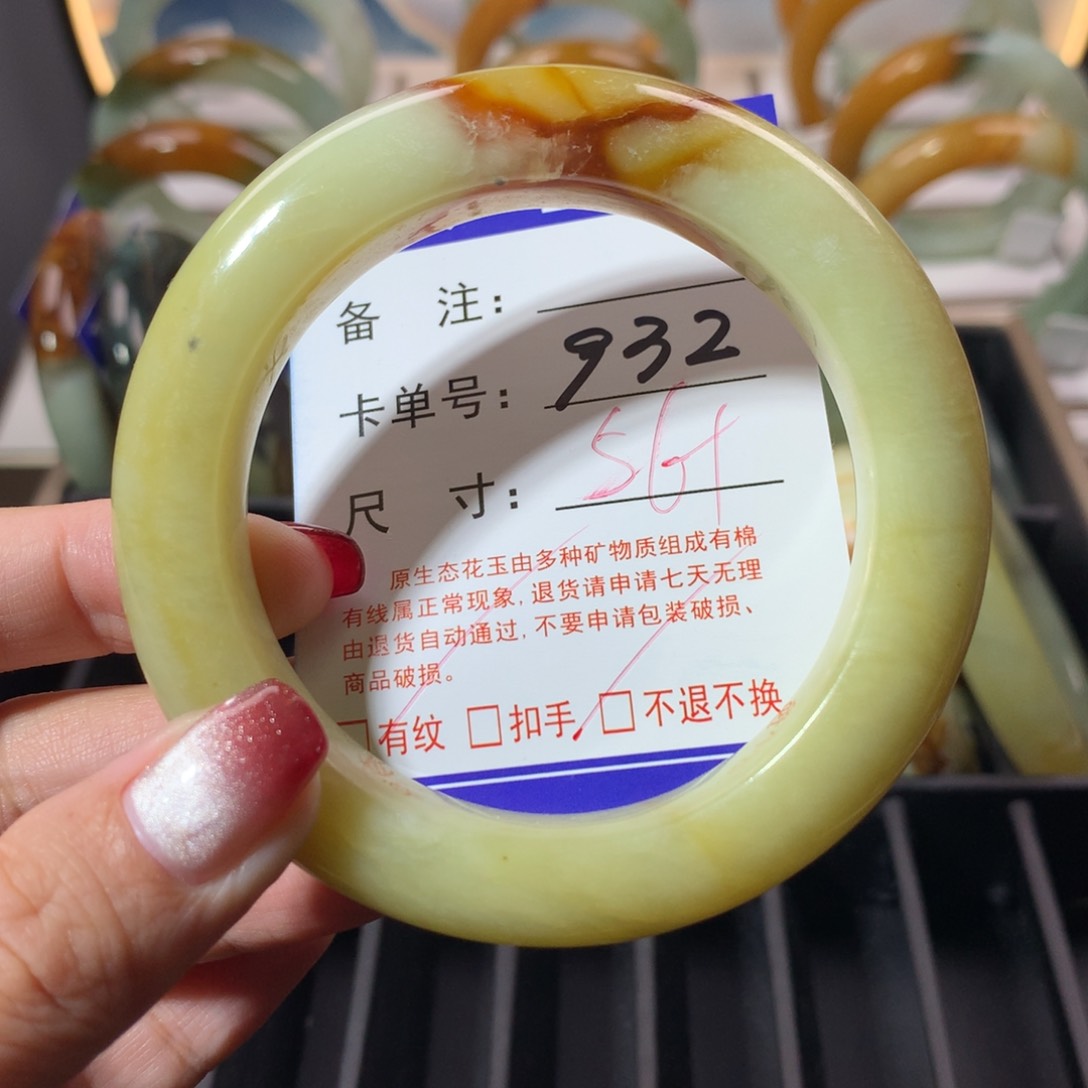 备 注：
卡单号：932
尺 寸：56+
原生态花玉由多种矿物质组成有棉
有线属正常现象，退货请申请七天无理
由退货自动通过，不要申请包装破损、
商品破损。
□有纹 □扣手 □不退不换